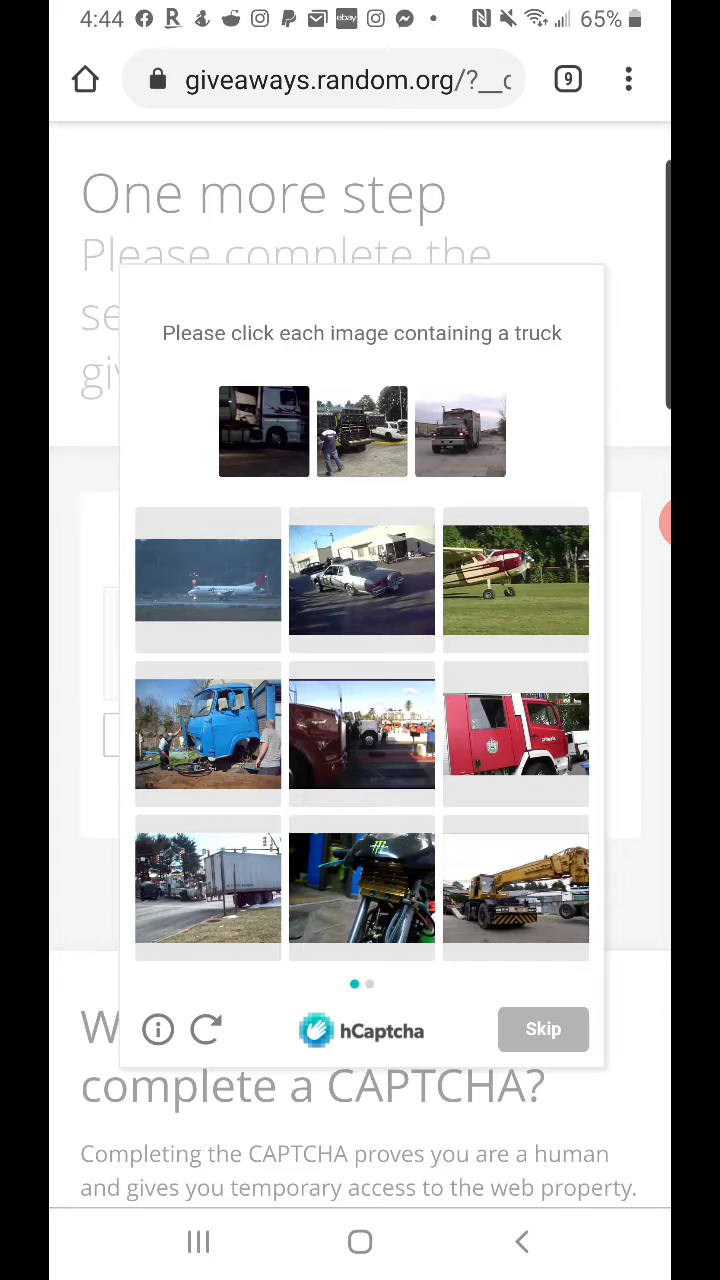 4:44 65%
giveaways.random.org/?__c
9
One more step
Please complete the
se
gi
Please click each image containing a truck
hCaptcha
Skip
W
complete a CAPTCHA?
Completing the CAPTCHA proves you are a human
and gives you temporary access to the web property.